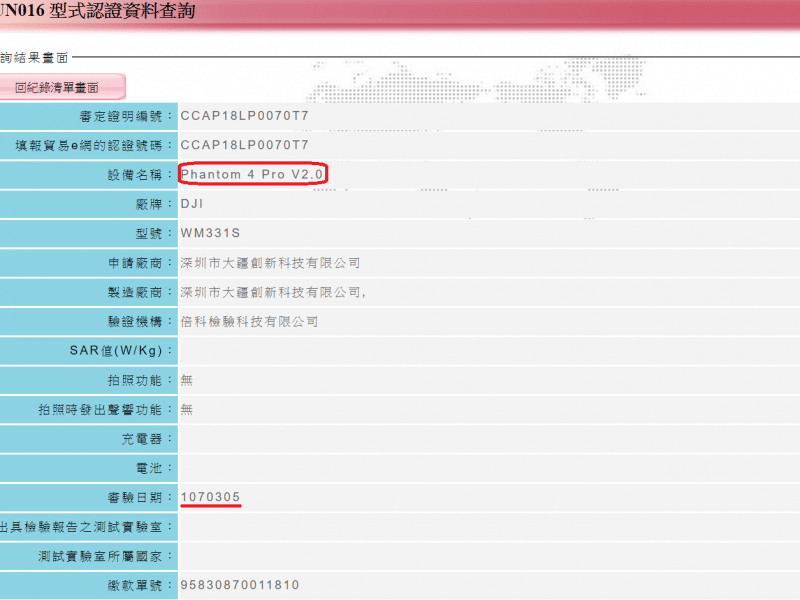 UN016 型式認證資料查詢
詢結果畫面
回紀錄清單畫面
審定證明編號： CCAP18LP0070T7
填報貿易e網的認證號碼： CCAP18LP0070T7
設備名稱： Phantom 4 Pro V2.0
廠牌： DJI
型號： WM331S
申請廠商： 深圳市大疆創新科技有限公司
製造廠商： 深圳市大疆創新科技有限公司,
驗證機構： 倍科檢驗科技有限公司
SAR值(W/Kg)：
拍照功能： 無
拍照時發出聲響功能： 無
充電器：
電池：
審驗日期： 1070305
出具檢驗報告之測試實驗室：
測試實驗室所屬國家：
繳款單號： 95830870011810